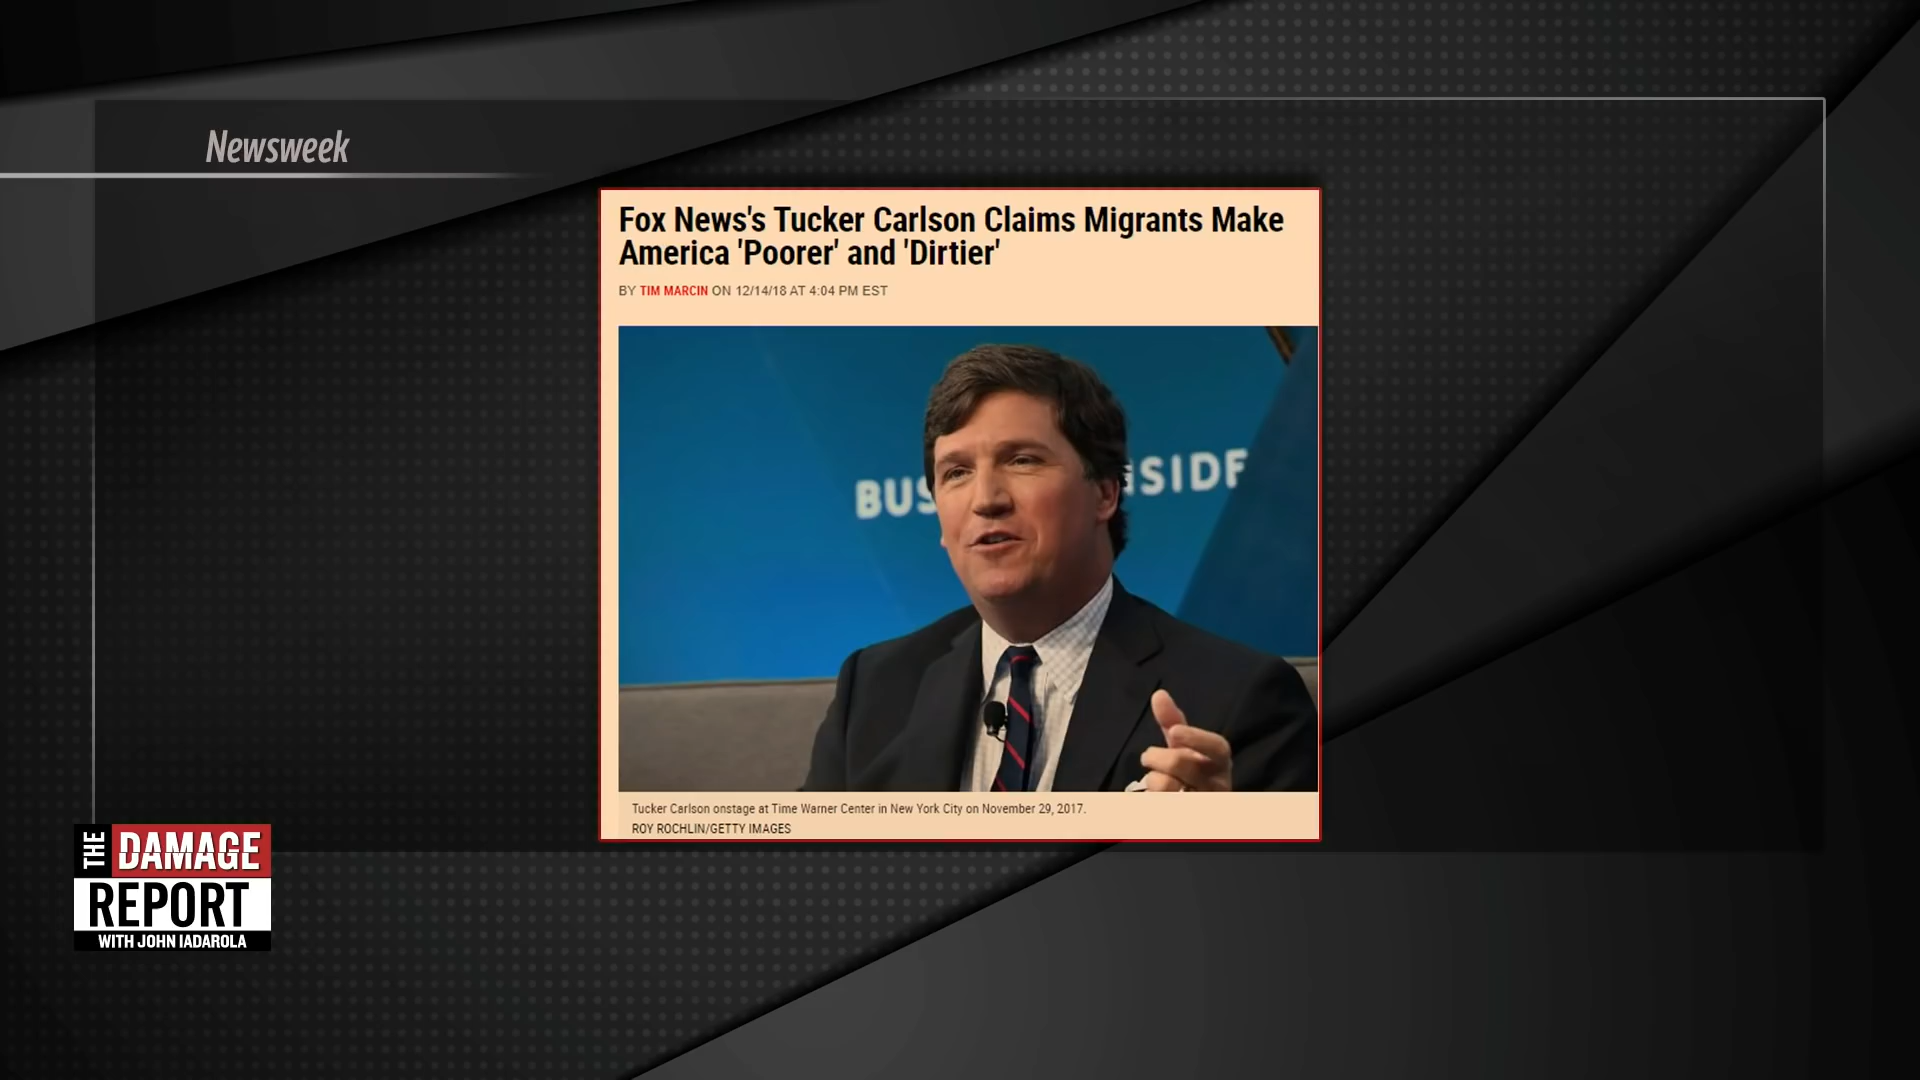 Newsweek
Fox News's Tucker Carlson Claims Migrants Make
America 'Poorer' and 'Dirtier'
BY TIM MARCIN ON 12/14/18 AT 4:04 PM EST
BUS NSIDE
Tucker Carlson onstage at Time Warner Center in New York City on November 29, 2017.
ROY ROCHLIN/GETTY IMAGES
THE DAMAGE
REPORT
WITH JOHN IADAROLA